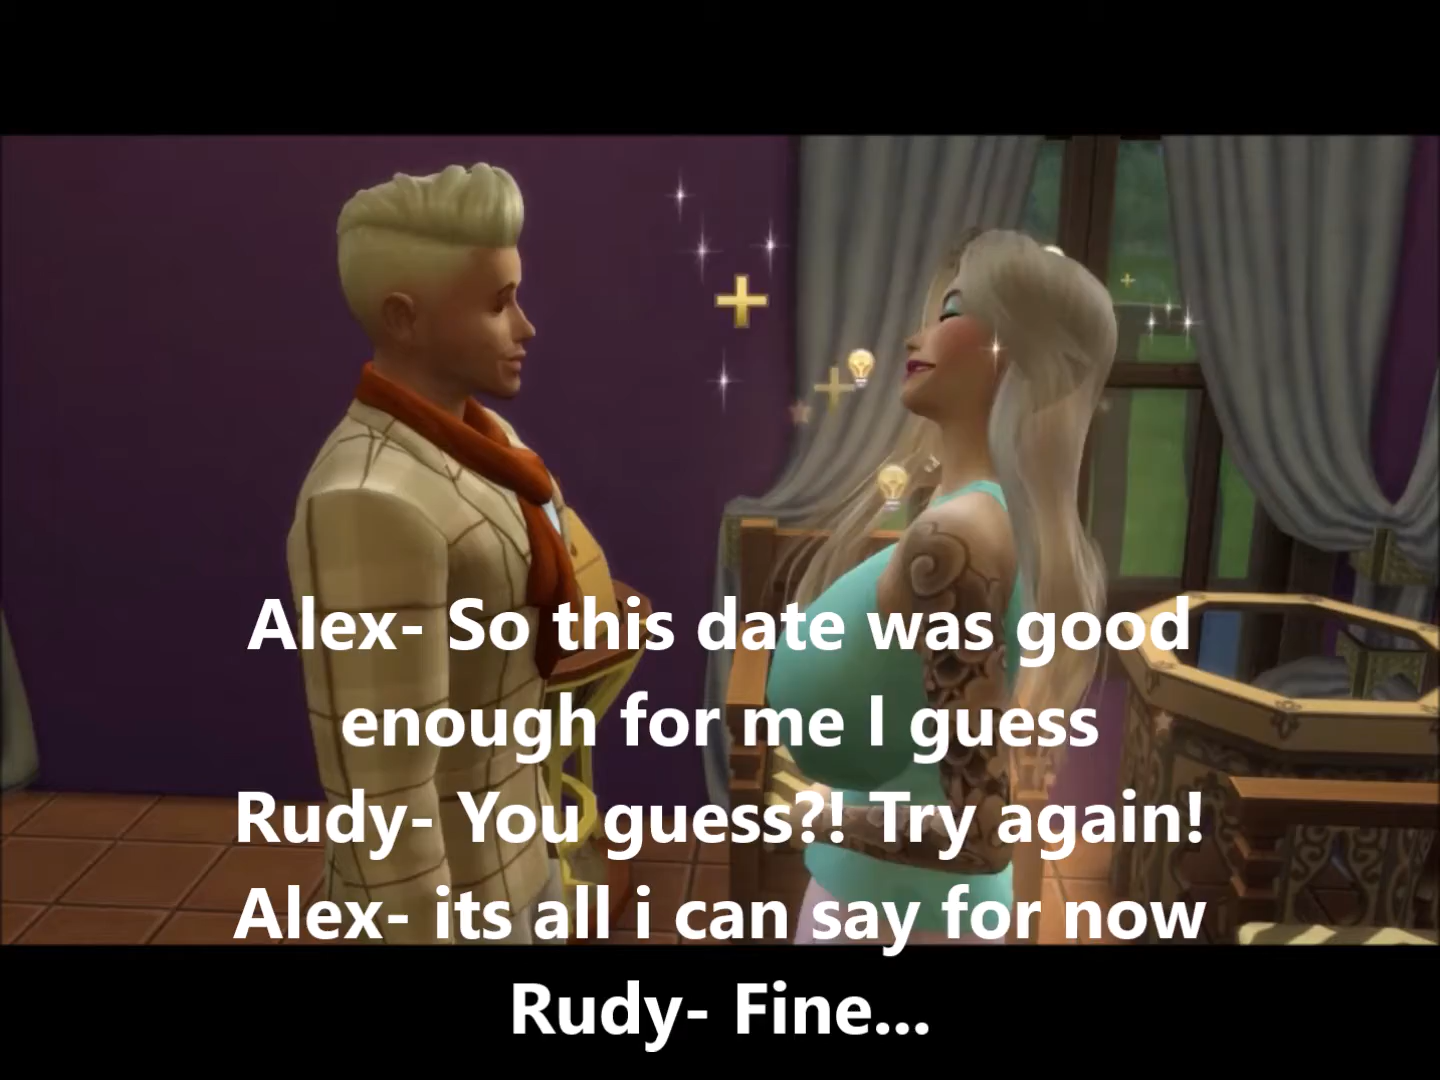 Alex- So this date was good
enough for me I guess
Rudy- You guess?! Try again!
Alex- its all i can say for now
Rudy- Fine...